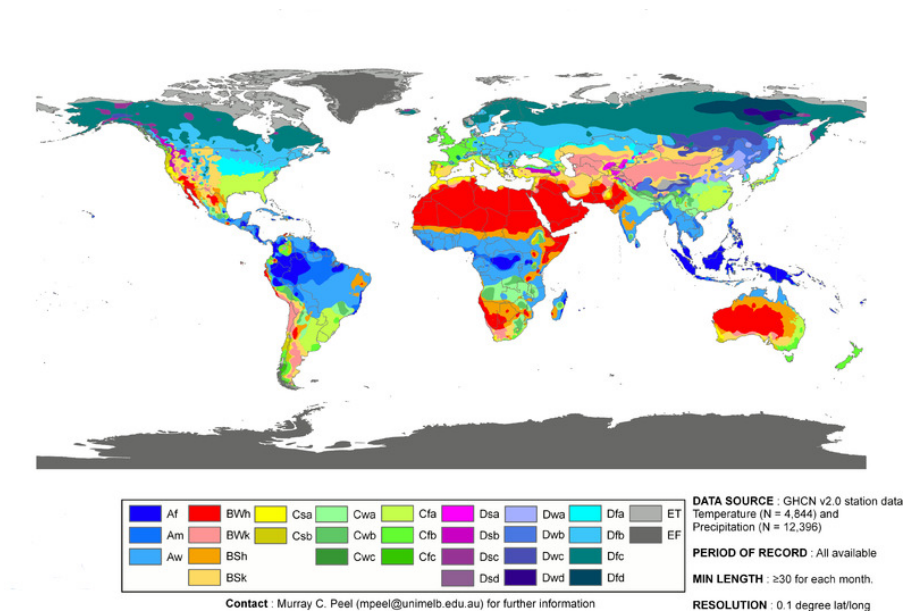 Af BWh Csa Cwa Cfa Dsa Dwa Dfa ET
Am BWk Csb Cwb Cfb Dsb Dwb Dfb EF
Aw BSh Cwc Cfc Dsc Dwc Dfc
BSk Dsd Dwd Dfd
Contact : Murray C. Peel (mpeel@unimelb.edu.au) for further information
DATA SOURCE : GHCN v2.0 station data
Temperature (N = 4,844) and
Precipitation (N = 12,396)
PERIOD OF RECORD : All available
MIN LENGTH : ≥30 for each month.
RESOLUTION : 0.1 degree lat/long